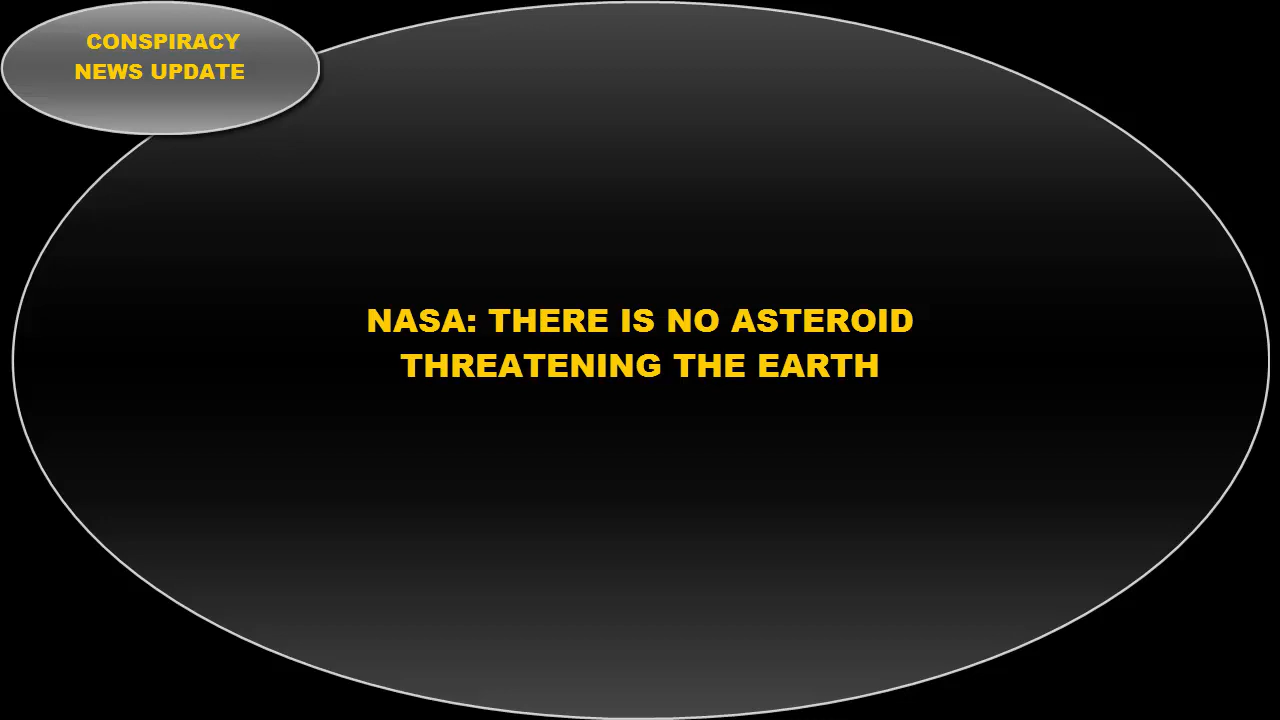 CONSPIRACY
NEWS UPDATE
NASA: THERE IS NO ASTEROID
THREATENING THE EARTH